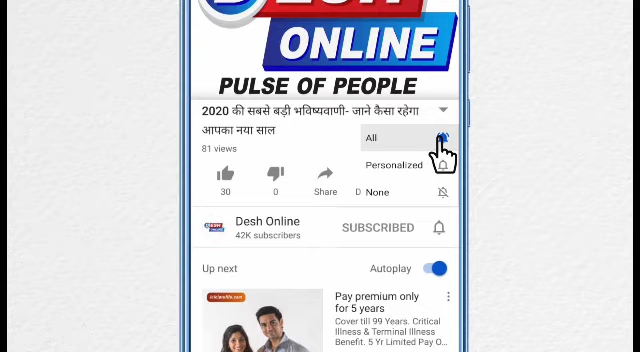 DESH
ONLINE
PULSE OF PEOPLE
2020 की सबसे बड़ी भविष्यवाणी- जाने कैसा रहेगा
आपका नया साल
81 views
All
Personalized
None
30
0
Share
D
Desh Online
42K subscribers
SUBSCRIBED
Up next
Autoplay
Pay premium only
for 5 years
Cover till 99 Years. Critical
Illness & Terminal Illness
Benefit. 5 Yr Limited Pay O...